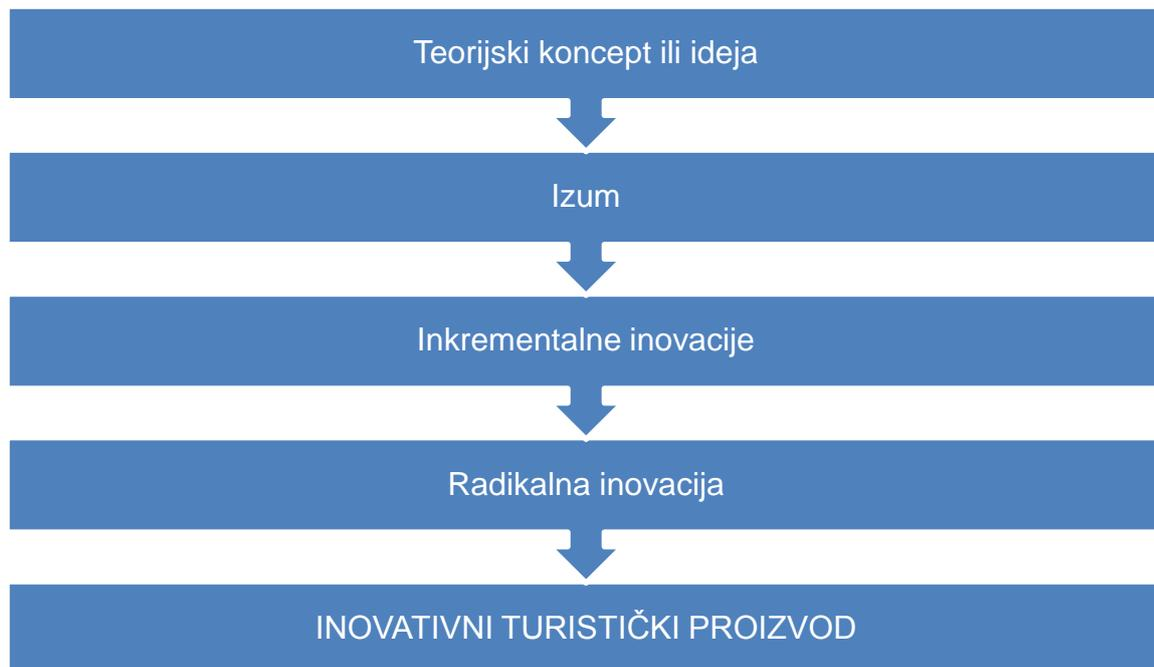 Teorijski koncept ili ideja
Izum
Inkrementalne inovacije
Radikalna inovacija
INOVATIVNI TURISTIČKI PROIZVOD